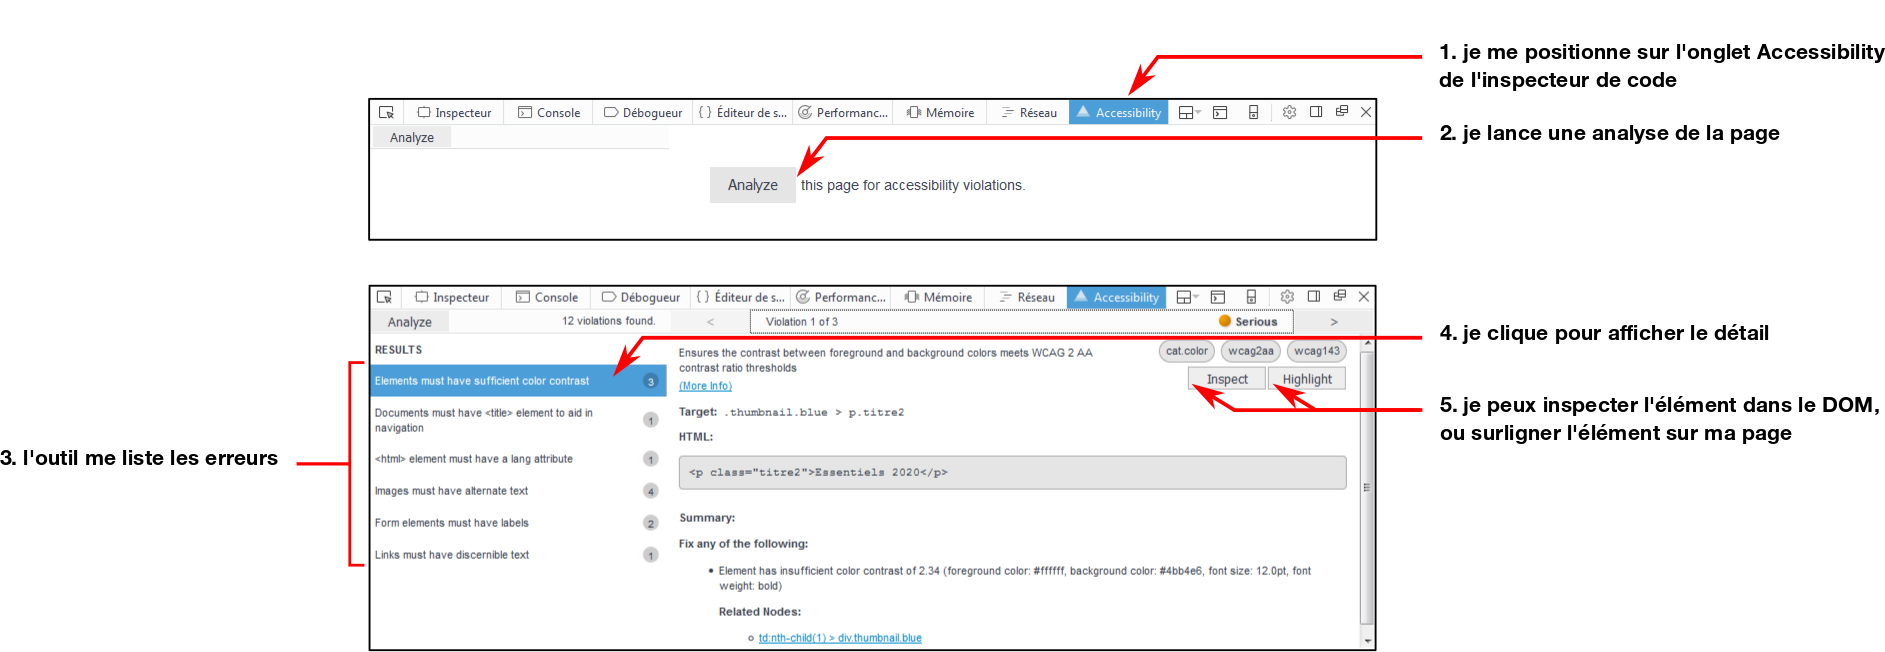 1. je me positionne sur l'onglet Accessibility
de l'inspecteur de code
Inspecteur Console Débogueur { } Éditeur de s... Performanc... Mémoire Réseau Accessibility
Analyze
2. je lance une analyse de la page
Analyze this page for accessibility violations.
Inspecteur Console Débogueur { } Éditeur de s... Performanc... Mémoire Réseau Accessibility
Analyze 12 violations found. < Violation 1 of 3 Serious >
4. je clique pour afficher le détail
RESULTS
Elements must have sufficient color contrast 3
Documents must have <title> element to aid in
navigation 1
<html> element must have a lang attribute 1
Images must have alternate text 4
Form elements must have labels 2
Links must have discernible text 1
3. l'outil me liste les erreurs
Ensures the contrast between foreground and background colors meets WCAG 2 AA
contrast ratio thresholds
(More Info)
cat.color wcag2aa wcag143
Inspect Highlight
5. je peux inspecter l'élément dans le DOM,
ou surligner l'élément sur ma page
Target: .thumbnail.blue > p.titre2
HTML:
<p class="titre2">Essentiels 2020</p>
Summary:
Fix any of the following:
• Element has insufficient color contrast of 2.34 (foreground color: #ffffff, background color: #4bb4e6, font size: 12.0pt, font
weight: bold)
Related Nodes:
td:nth-child(1) > div.thumbnail.blue